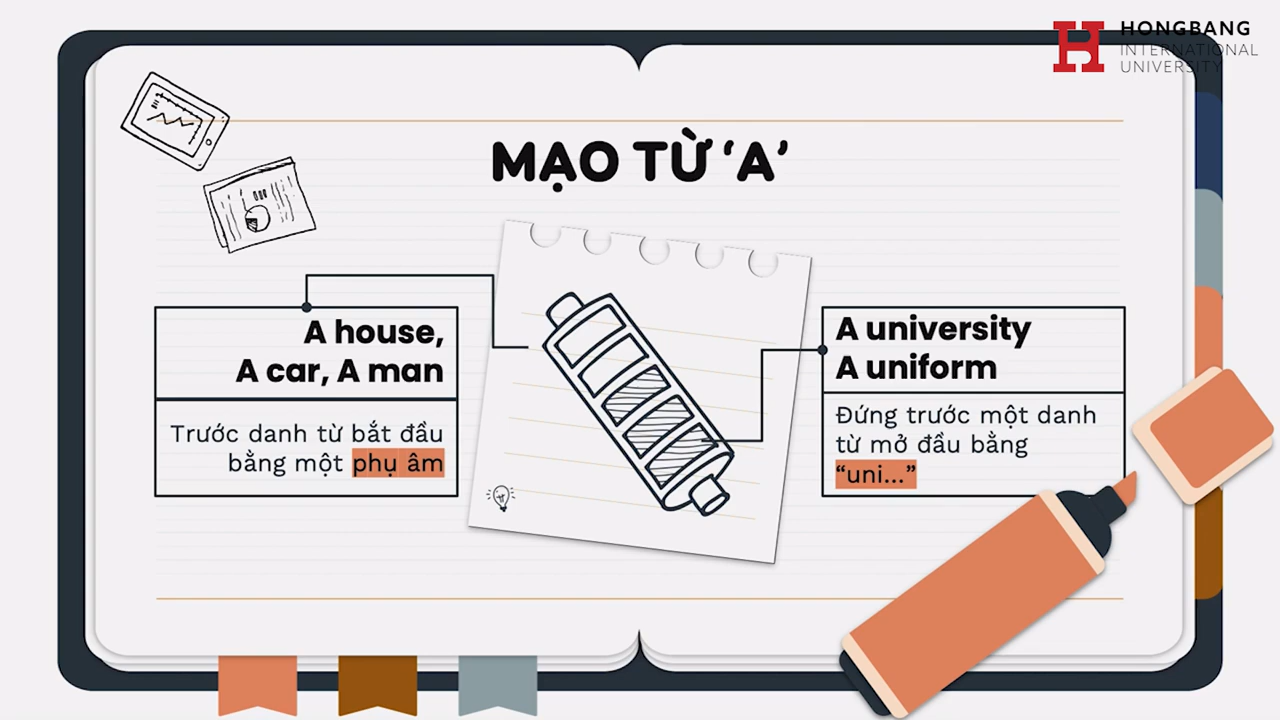 HONGBANG
INTERNATIONAL
UNIVERSITY
MẠO TỪ ‘A’
A house,
A car, A man
Trước danh từ bắt đầu
bằng một phụ âm
A university
A uniform
Đứng trước một danh
từ mở đầu bằng
“uni...”